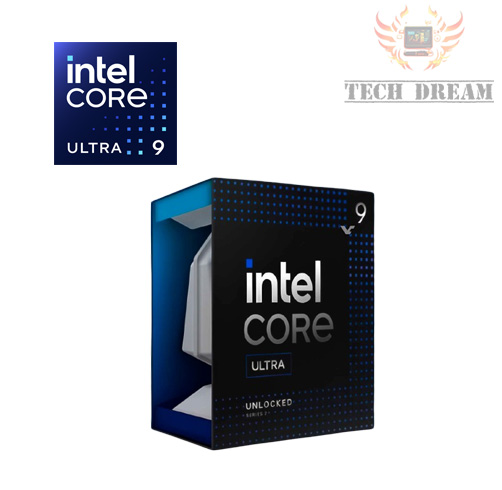 intel
CORE
ULTRA 9
TECH DREAM
9
intel
CORE
ULTRA
UNLOCKED